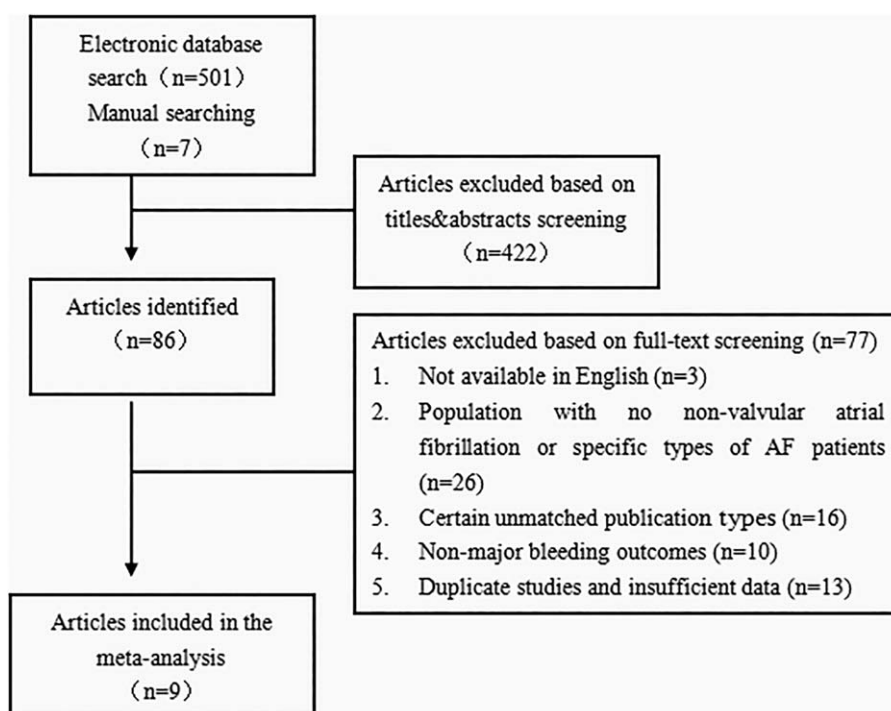 Electronic database
search（n=501）
Manual searching
（n=7）
Articles excluded based on
titles&abstracts screening
（n=422）
Articles identified
（n=86）
Articles excluded based on full-text screening (n=77)
1. Not available in English (n=3)
2. Population with no non-valvular atrial
fibrillation or specific types of AF patients
(n=26)
3. Certain unmatched publication types (n=16)
4. Non-major bleeding outcomes (n=10)
5. Duplicate studies and insufficient data (n=13)
Articles included in the
meta-analysis
（n=9）